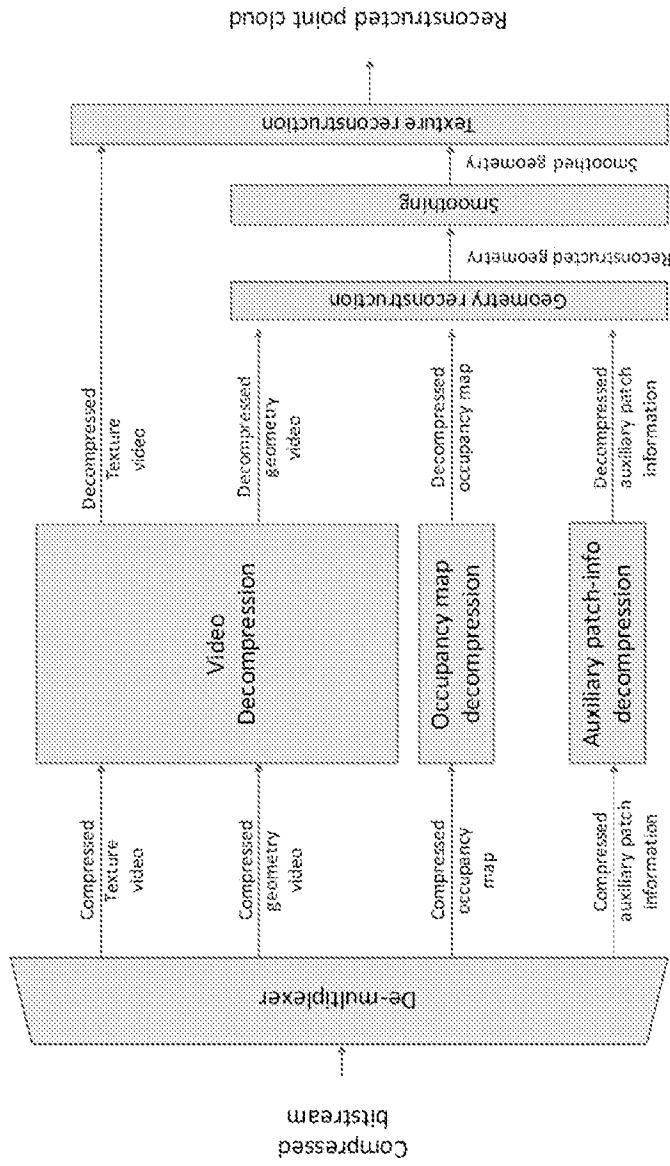 Compressed
bitstream
De-multiplexer
Compressed
Texture
video
Compressed
geometry
video
Compressed
occupancy
map
Compressed
auxiliary patch
information
Video
Decompression
Occupancy map
decompression
Auxiliary patch-info
decompression
Decompressed
Texture
video
Decompressed
geometry
video
Decompressed
occupancy map
Decompressed
auxiliary patch
information
Geometry reconstruction
Reconstructed geometry
Smoothing
Smoothed geometry
Texture reconstruction
Reconstructed point cloud